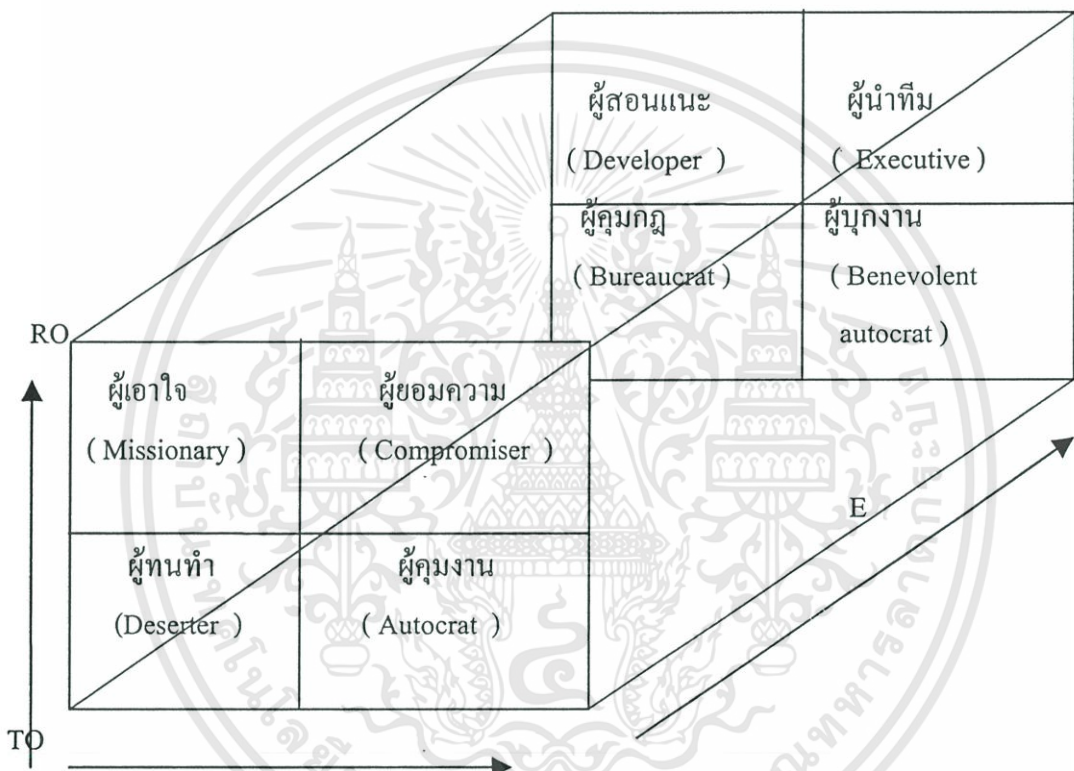 ผู้สอนแนะ ผู้นำทีม
( Developer ) ( Executive )
ผู้คุมกฎ ผู้บุกงาน
( Bureaucrat ) ( Benevolent
autocrat )
RO
ผู้เอาใจ ผู้ยอมความ
( Missionary ) ( Compromiser )
E
ผู้ทนทำ ผู้คุมงาน
(Deserter ) ( Autocrat )
TO